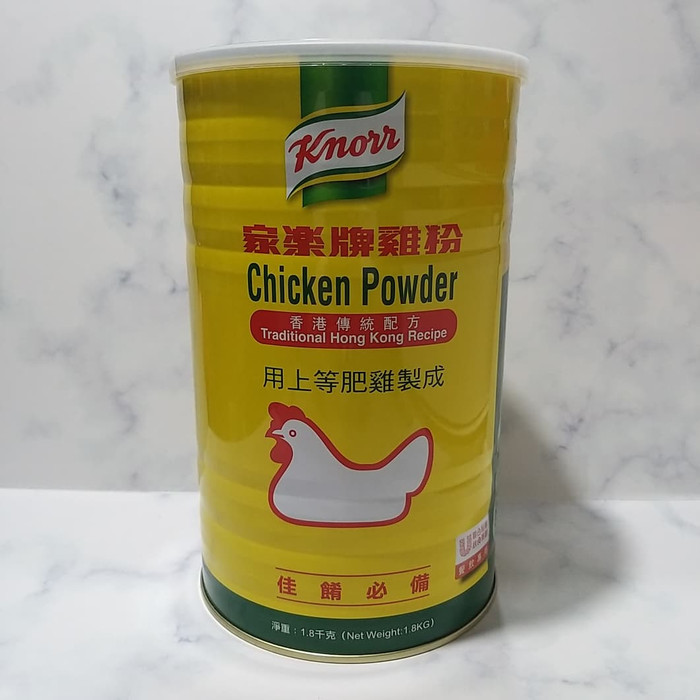 Knorr
家樂牌雞粉
Chicken Powder
香港傳統配方
Traditional Hong Kong Recipe
用上等肥雞製成
佳餚必備
淨重：1.8千克（Net Weight:1.8KG）